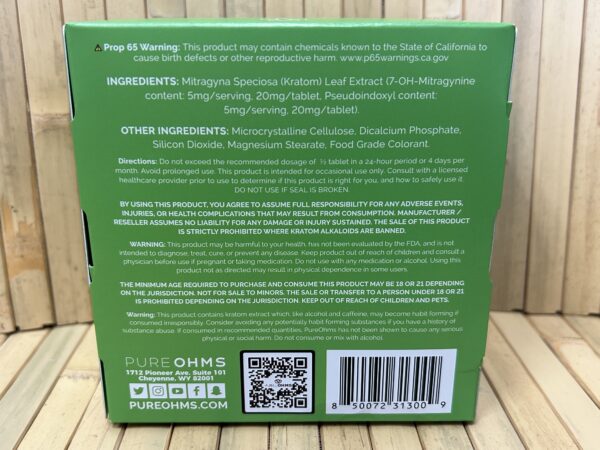 ⚠Prop 65 Warning: This product may contain chemicals known to the State of California to
cause birth defects or other reproductive harm. www.p65warnings.ca.gov
INGREDIENTS: Mitragyna Speciosa (Kratom) Leaf Extract (7-OH-Mitragynine
content: 5mg/serving, 20mg/tablet, Pseudoindoxyl content:
5mg/serving, 20mg/tablet).
OTHER INGREDIENTS: Microcrystalline Cellulose, Dicalcium Phosphate,
Silicon Dioxide, Magnesium Stearate, Food Grade Colorant.
Directions: Do not exceed the recommended dosage of ½ tablet in a 24-hour period or 4 days per
month. Avoid prolonged use. This product is intended for occasional use only. Consult with a licensed
healthcare provider prior to use to determine if this product is right for you, and how to safely use it.
DO NOT USE IF SEAL IS BROKEN.
BY USING THIS PRODUCT, YOU AGREE TO ASSUME FULL RESPONSIBILITY FOR ANY ADVERSE EVENTS,
INJURIES, OR HEALTH COMPLICATIONS THAT MAY RESULT FROM CONSUMPTION. MANUFACTURER /
RESELLER ASSUMES NO LIABILITY FOR ANY DAMAGE OR INJURY SUSTAINED. THE SALE OF THIS PRODUCT
IS STRICTLY PROHIBITED WHERE KRATOM ALKALOIDS ARE BANNED.
WARNING: This product may be harmful to your health, has not been evaluated by the FDA, and is not
intended to diagnose, treat, cure, or prevent any disease. Keep product out of reach of children and consult a
physician before use if pregnant or taking medication. Do not use with any medication or alcohol. Using this
product not as directed may result in physical dependence in some users.
THE MINIMUM AGE REQUIRED TO PURCHASE AND CONSUME THIS PRODUCT MAY BE 18 OR 21 DEPENDING
ON THE JURISDICTION. NOT FOR SALE TO MINORS. THE SALE OR TRANSFER TO A PERSON UNDER 18 OR 21
IS PROHIBITED DEPENDING ON THE JURISDICTION. KEEP OUT OF REACH OF CHILDREN AND PETS.
Warning: This product contains kratom extract which, like alcohol and caffeine, may become habit forming if
consumed irresponsibly. Consider avoiding any potentially habit forming substances if you have a history of
substance abuse. If consumed in recommended quantities, PureOhms has not been shown to cause any serious
physical or social harm. Do not consume or mix with alcohol.
PUREOHMS
1712 Pioneer Ave. Suite 101
Cheyenne, WY 82001
PUREOHMS.COM
8 50072 31300 9